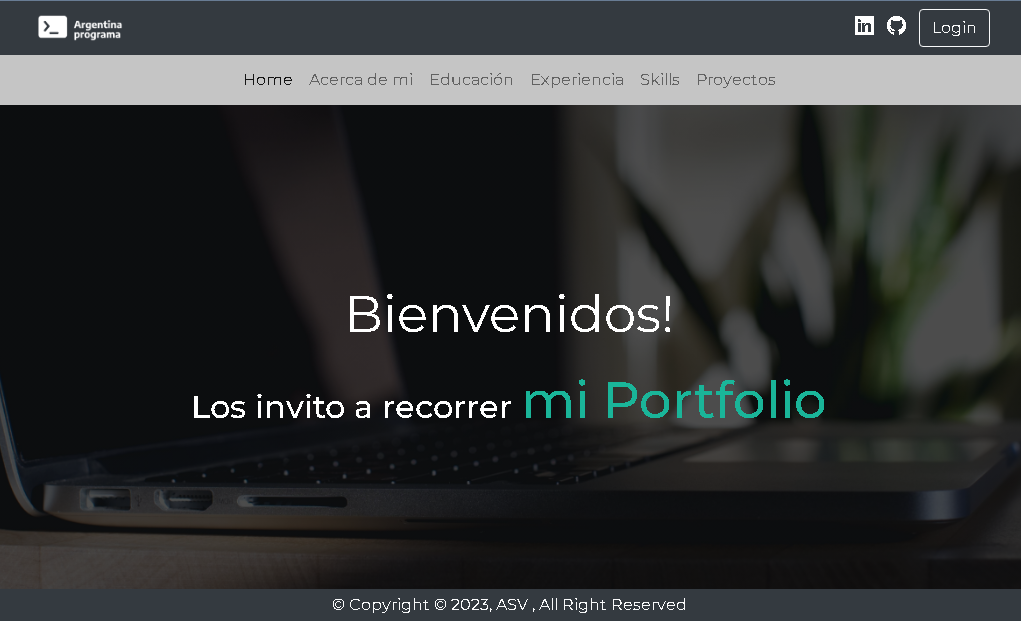 Argentina
programa
Login
Home Acerca de mi Educación Experiencia Skills Proyectos
Bienvenidos!
Los invito a recorrer mi Portfolio
© Copyright © 2023, ASV , All Right Reserved